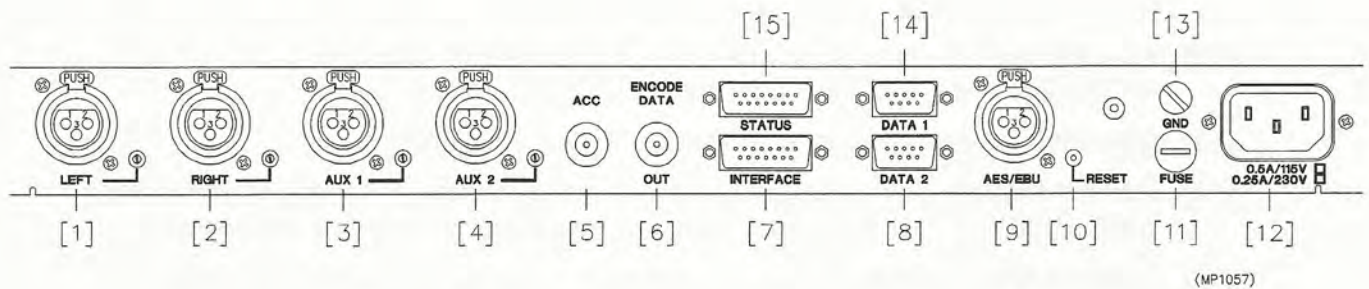 [15] [14] [13]
PUSH PUSH PUSH PUSH PUSH
ACC ENCODE DATA
STATUS DATA 1 GND
LEFT RIGHT AUX 1 AUX 2 OUT INTERFACE DATA 2 AES/EBU RESET FUSE
0.5A/115V
0.25A/230V
[1] [2] [3] [4] [5] [6] [7] [8] [9] [10] [11] [12]
(MP1057)